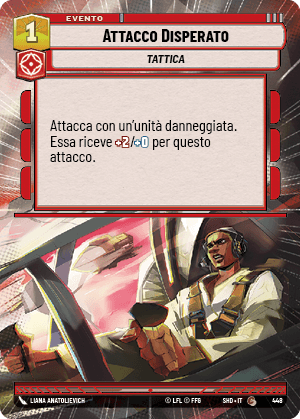 1
EVENTO
ATTACCO DISPERATO
TATTICA
Attacca con un'unità danneggiata.
Essa riceve +2/+0 per questo
attacco.
LIANA ANATOLIEVICH
© LFL © FFG
SHD • IT
448